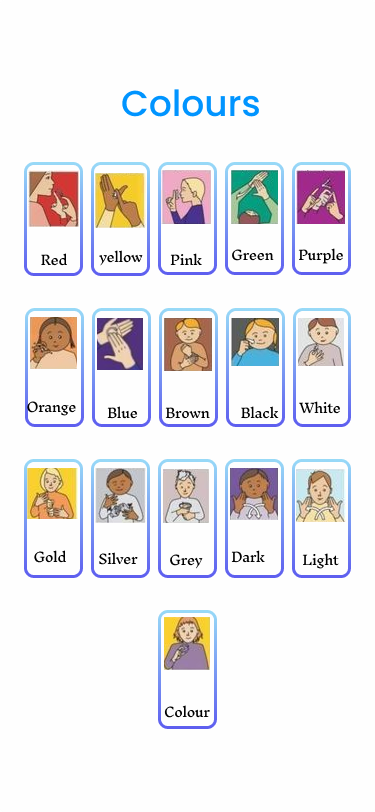 Colours
Red
yellow
Pink
Green
Purple
Orange
Blue
Brown
Black
White
Gold
Silver
Grey
Dark
Light
Colour